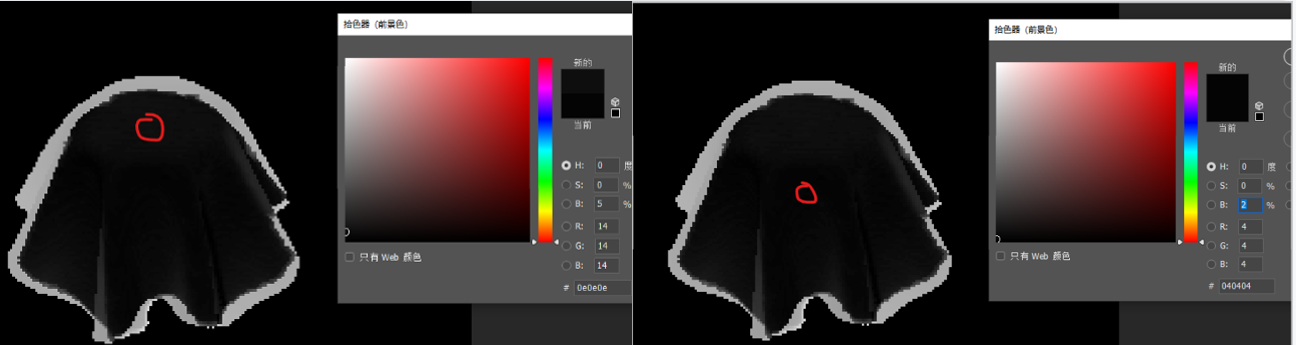 拾色器（前景色）
新的
当前
H: 0 度
S: 0 %
B: 5 %
R: 14
G: 14
B: 14
只有 Web 颜色
# 0e0e0e
拾色器（前景色）
新的
当前
H: 0 度
S: 0 %
B: 2 %
R: 4
G: 4
B: 4
只有 Web 颜色
# 040404